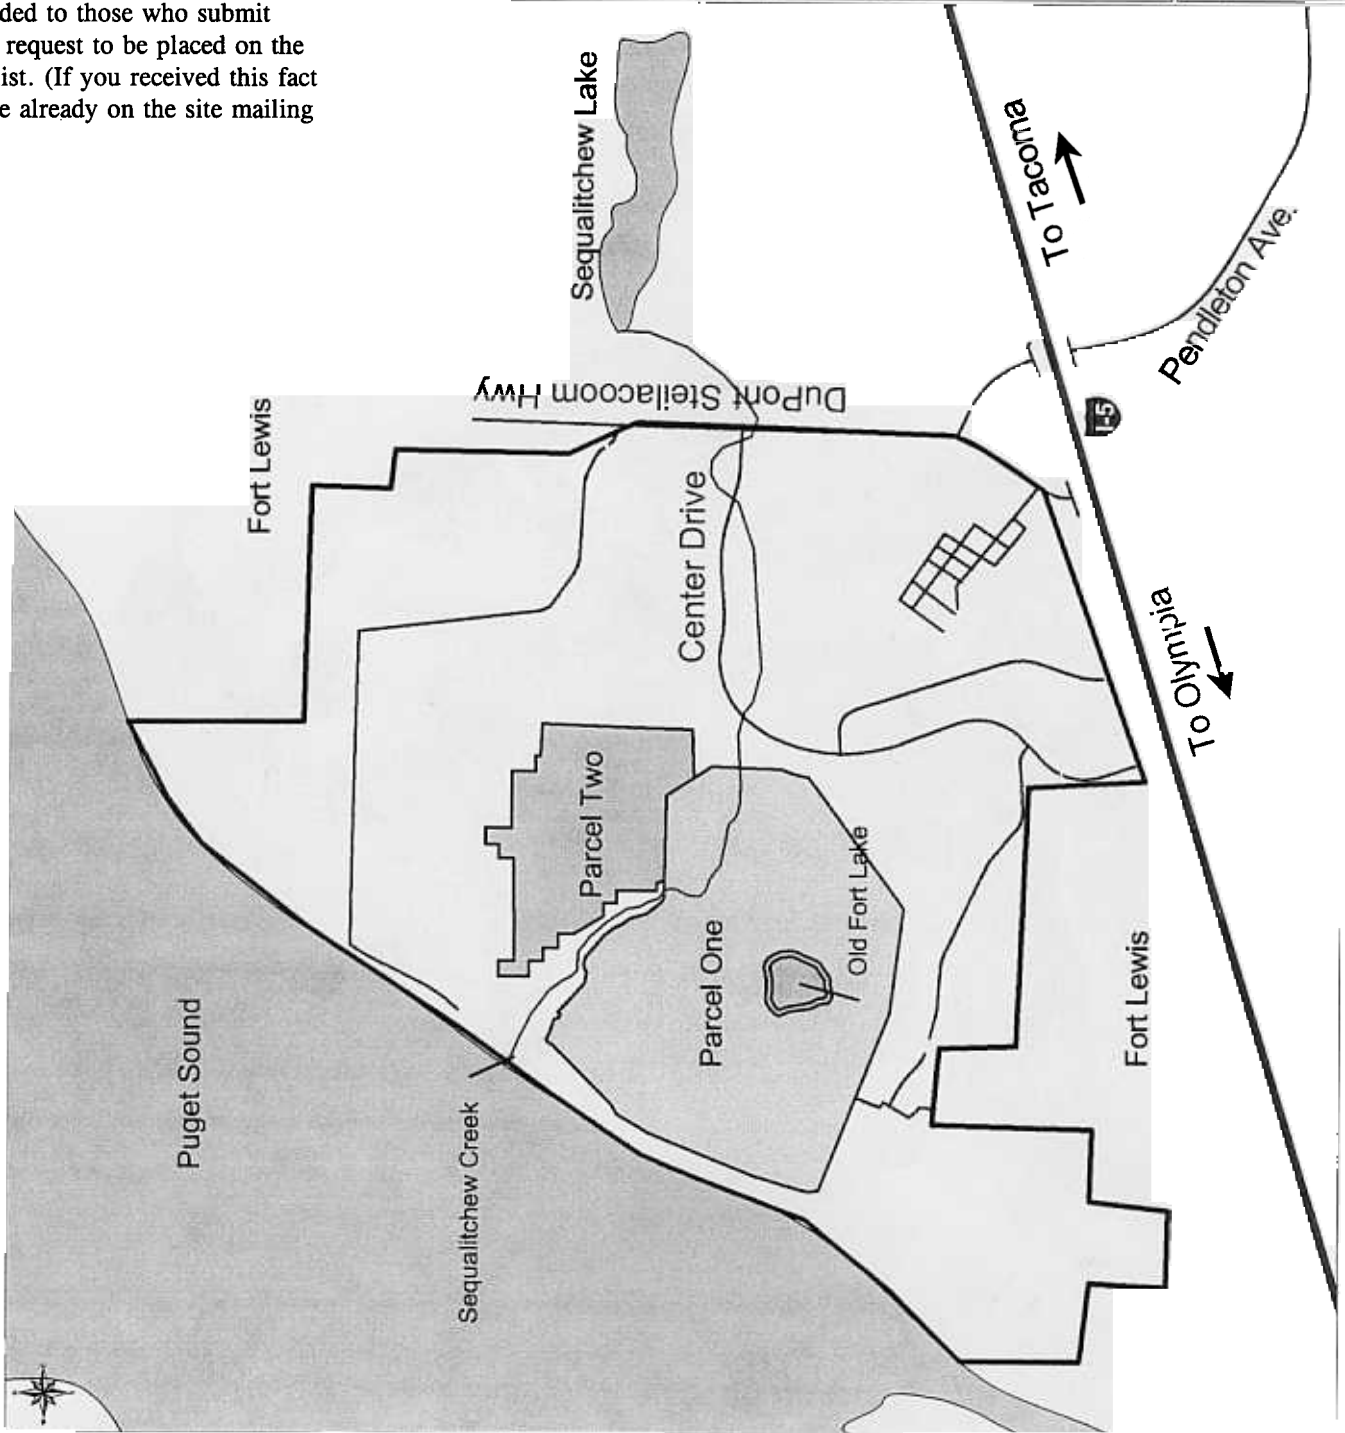 ded to those who submit
request to be placed on the
ist. (If you received this fact
e already on the site mailing
Sequalitchew Lake
To Tacoma
Pendleton Ave.
DuPont Steilacoom Hwy
Fort Lewis
I-5
Center Drive
To Olympia
Parcel Two
Old Fort Lake
Parcel One
Fort Lewis
Puget Sound
Sequalitchew Creek